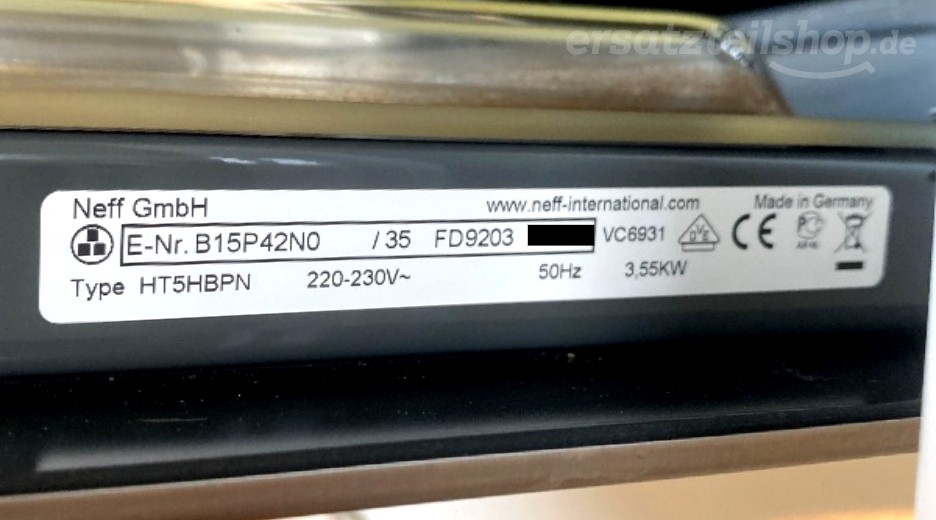 ersatzteilshop.de
Neff GmbH www.neff-international.com Made in Germany
E-Nr. B15P42N0 / 35 FD9203 VC6931 DVE CE
Type HT5HBPN 220-230V~ 50Hz 3,55KW